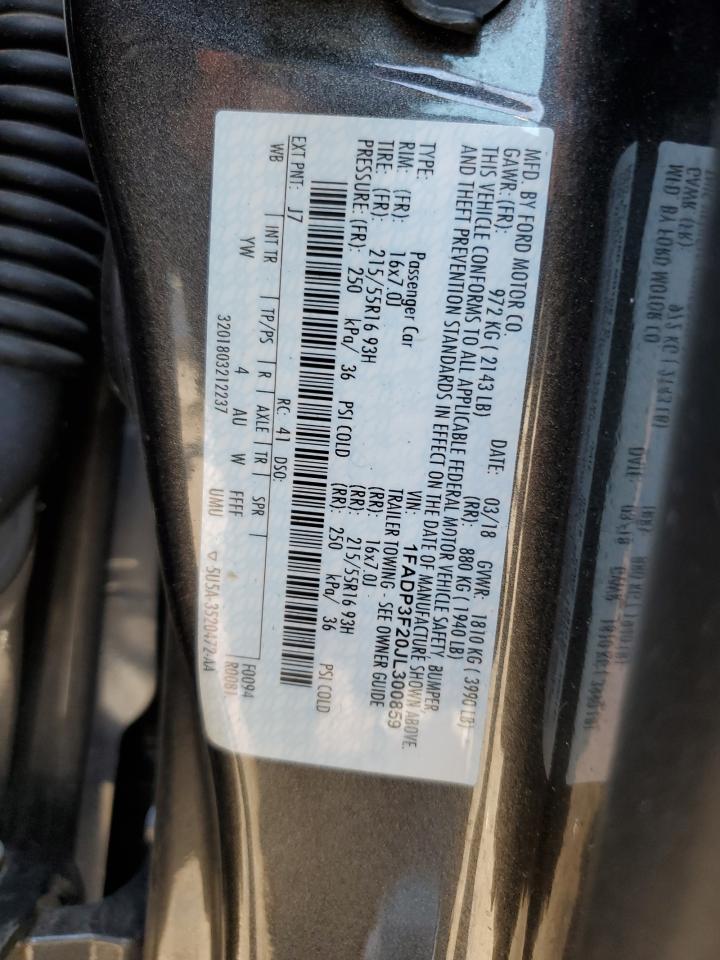 MFD. BY FORD MOTOR CO.
DATE: 03/18 GVWR: 1810 KG ( 3990 LB)
GAWR: (FR): 972 KG ( 2143 LB) (RR): 880 KG ( 1940 LB)
THIS VEHICLE CONFORMS TO ALL APPLICABLE FEDERAL MOTOR VEHICLE SAFETY, BUMPER,
AND THEFT PREVENTION STANDARDS IN EFFECT ON THE DATE OF MANUFACTURE SHOWN ABOVE.
VIN: 1FADP3F20JL300859
TYPE: Passenger Car TRAILER TOWING - SEE OWNER GUIDE
RIM: (FR): 16x7.0J (RR): 16x7.0J
TIRE: (FR): 215/55R16 93H (RR): 215/55R16 93H
PRESSURE: (FR): 250 kPa/ 36 PSI COLD (RR): 250 kPa/ 36 PSI COLD
EXT PNT: J7 RC: 41 DSO: F0094
WB INT TR TP/PS R AXLE TR SPR R0081
YW 4 AU W FFFF
3201803212237 UMU ▽ 5U5A-3520472-AA